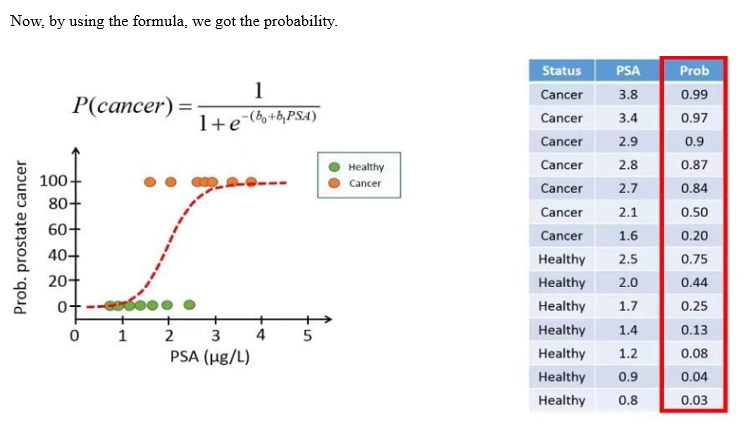 Now, by using the formula, we got the probability.
P(cancer) = 1 / 1+e^-(b₀+b₁PSA)
Prob. prostate cancer
100
80
60
40
20
0
0 1 2 3 4 5
PSA (µg/L)
Healthy
Cancer
Status PSA Prob
Cancer 3.8 0.99
Cancer 3.4 0.97
Cancer 2.9 0.9
Cancer 2.8 0.87
Cancer 2.7 0.84
Cancer 2.1 0.50
Cancer 1.6 0.20
Healthy 2.5 0.75
Healthy 2.0 0.44
Healthy 1.7 0.25
Healthy 1.4 0.13
Healthy 1.2 0.08
Healthy 0.9 0.04
Healthy 0.8 0.03